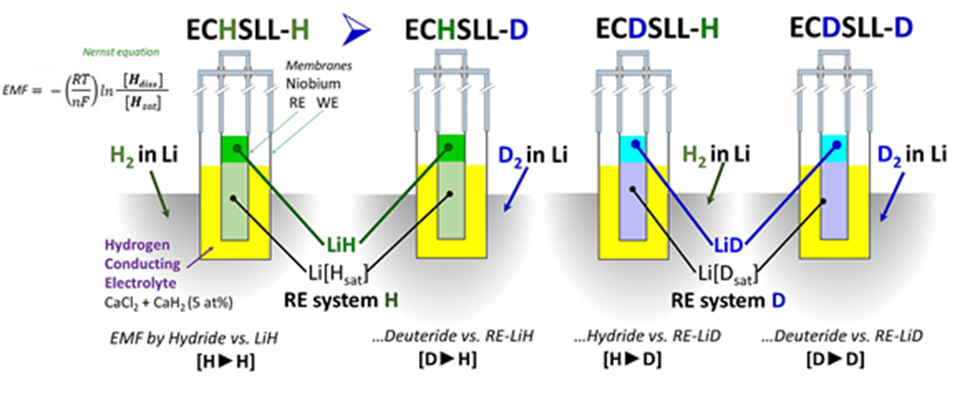 ECHSLL-H
ECHSLL-D
ECDSLL-H
ECDSLL-D
Nernst equation
EMF = −(RT/nF) ln [H_diss]/[H_sat]
Membranes
Niobium
RE WE
H₂ in Li
D₂ in Li
H₂ in Li
D₂ in Li
Hydrogen
Conducting
Electrolyte
CaCl₂ + CaH₂ (5 at%)
LiH
Li[H_sat]
RE system H
LiD
Li[D_sat]
RE system D
EMF by Hydride vs. LiH
[H►H]
...Deuteride vs. RE-LiH
[D►H]
...Hydride vs. RE-LiD
[H►D]
...Deuteride vs. RE-LiD
[D►D]